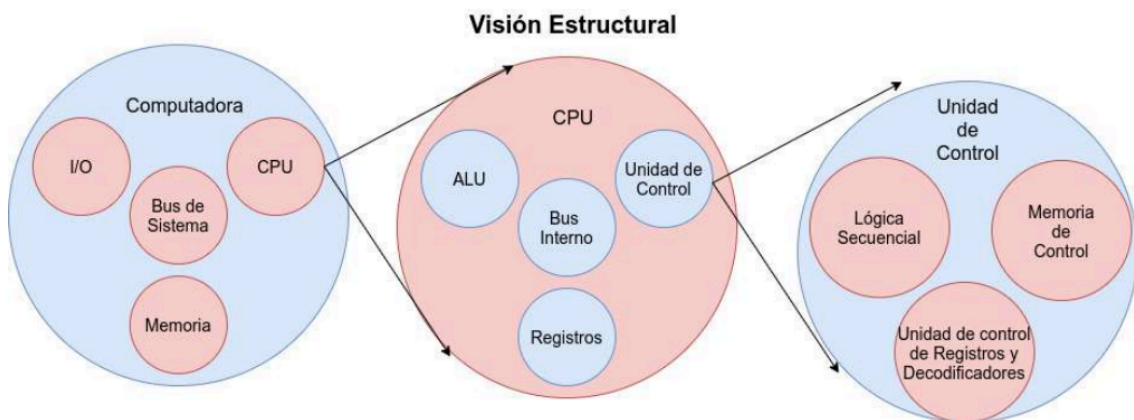 Visión Estructural
Computadora
I/O
CPU
Bus de
Sistema
Memoria
CPU
ALU
Unidad de
Control
Bus
Interno
Registros
Unidad
de
Control
Lógica
Secuencial
Memoria
de
Control
Unidad de control
de Registros y
Decodificadores